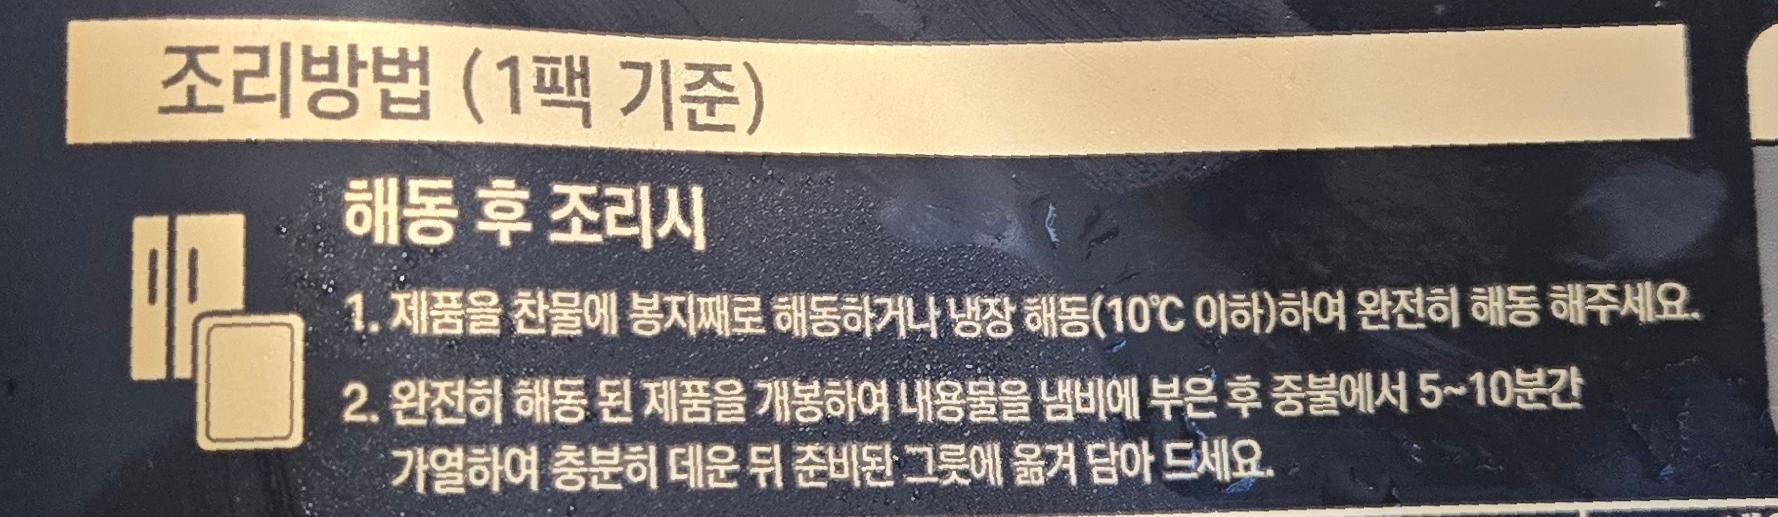 조리방법 (1팩 기준)
해동 후 조리시
1. 제품을 찬물에 봉지째로 해동하거나 냉장 해동(10℃ 이하)하여 완전히 해동 해주세요.
2. 완전히 해동 된 제품을 개봉하여 내용물을 냄비에 부은 후 중불에서 5~10분간
가열하여 충분히 데운 뒤 준비된 그릇에 옮겨 담아 드세요.